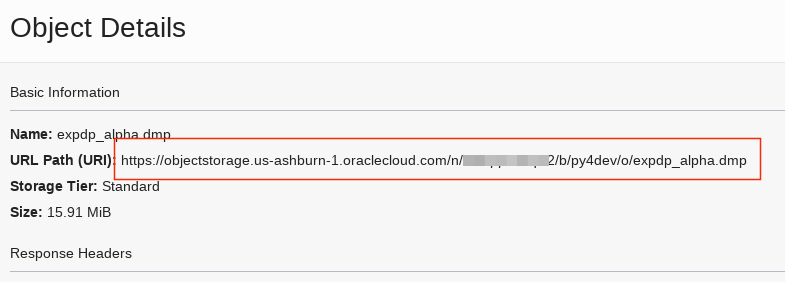 Object Details
Basic Information
Name: expdp_alpha.dmp
URL Path (URI): https://objectstorage.us-ashburn-1.oraclecloud.com/n/ 2/b/py4dev/o/expdp_alpha.dmp
Storage Tier: Standard
Size: 15.91 MiB
Response Headers